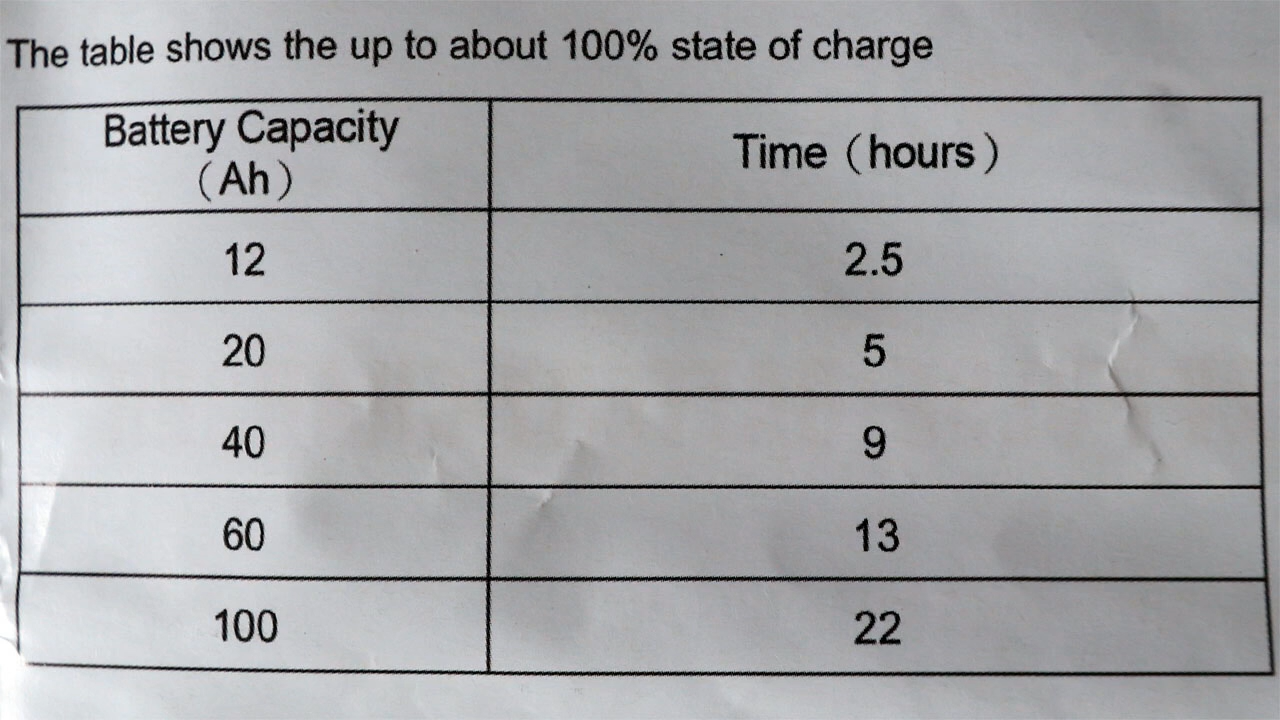 The table shows the up to about 100% state of charge
Battery Capacity
（Ah）
Time（hours）
12 2.5
20 5
40 9
60 13
100 22